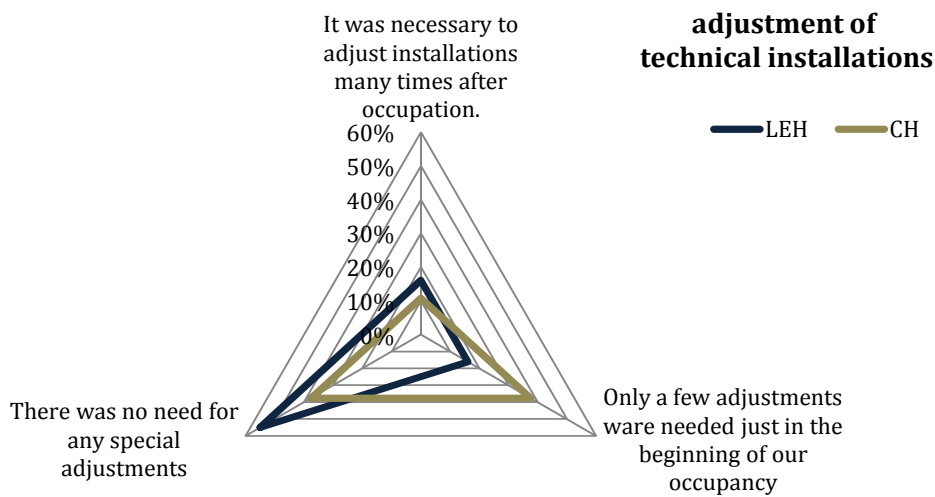 It was necessary to
adjust installations
many times after
occupation.
adjustment of
technical installations
LEH
CH
60%
50%
40%
30%
20%
10%
0%
There was no need for
any special
adjustments
Only a few adjustments
ware needed just in the
beginning of our
occupancy